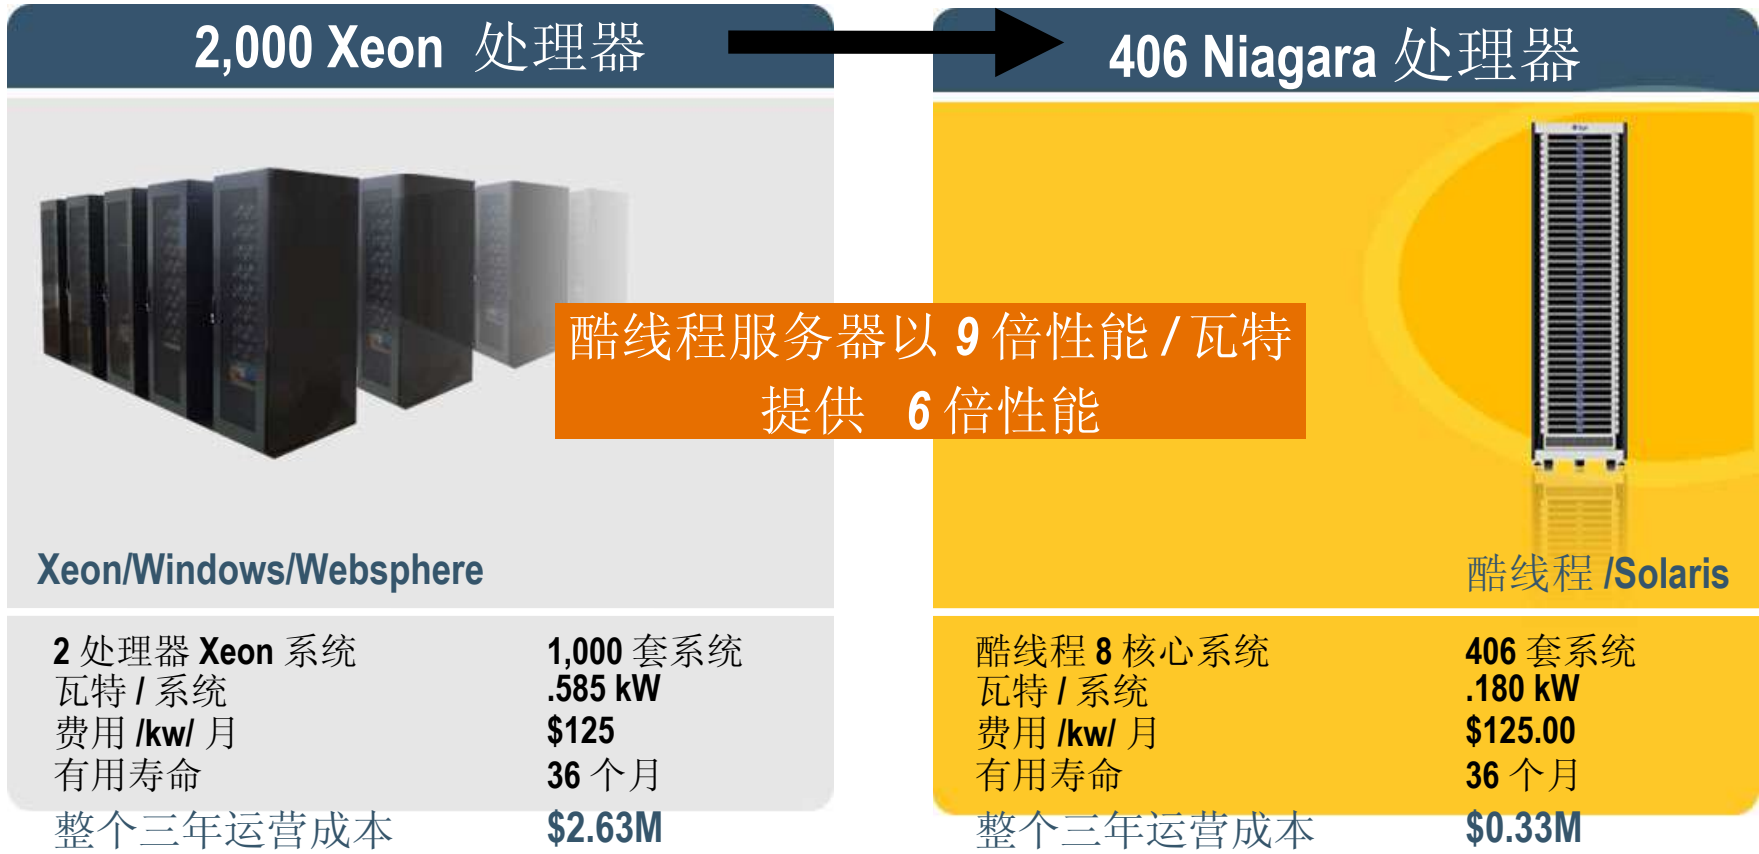 2,000 Xeon 处理器
406 Niagara 处理器
酷线程服务器以 9 倍性能 / 瓦特
提供 6 倍性能
Xeon/Windows/Websphere
酷线程 /Solaris
2 处理器 Xeon 系统 1,000 套系统
瓦特 / 系统 .585 kW
费用 /kw/ 月 $125
有用寿命 36 个月
整个三年运营成本 $2.63M
酷线程 8 核心系统 406 套系统
瓦特 / 系统 .180 kW
费用 /kw/ 月 $125.00
有用寿命 36 个月
整个三年运营成本 $0.33M